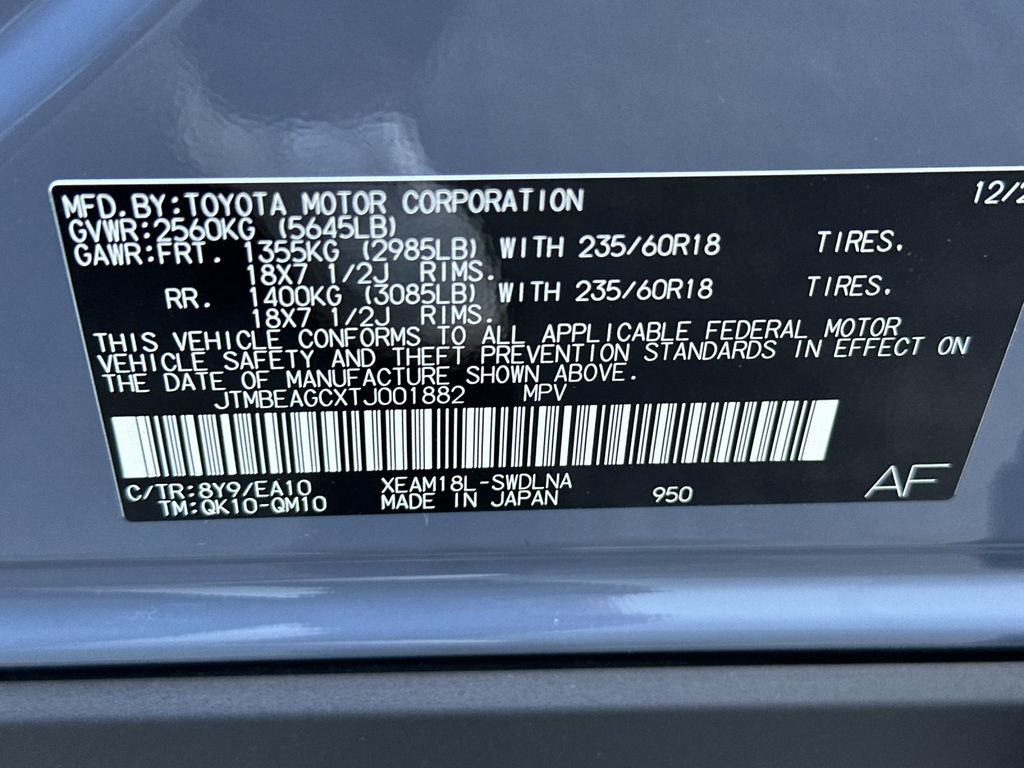 MFD.BY:TOYOTA MOTOR CORPORATION 12/2
GVWR:2560KG (5645LB)
GAWR:FRT. 1355KG (2985LB) WITH 235/60R18 TIRES.
18X7 1/2J RIMS.
RR. 1400KG (3085LB) WITH 235/60R18 TIRES.
18X7 1/2J RIMS.
THIS VEHICLE CONFORMS TO ALL APPLICABLE FEDERAL MOTOR
VEHICLE SAFETY AND THEFT PREVENTION STANDARDS IN EFFECT ON
THE DATE OF MANUFACTURE SHOWN ABOVE.
JTMBEAGCXTJ001882 MPV
C/TR:8Y9/EA10 XEAM18L-SWDLNA
TM:QK10-QM10 MADE IN JAPAN 950 AF